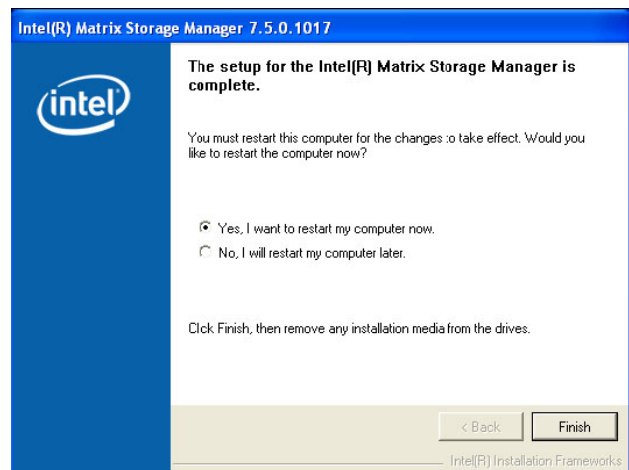 Intel(R) Matrix Storage Manager 7.5.0.1017
intel
The setup for the Intel(R) Matrix Storage Manager is
complete.
You must restart this computer for the changes :o take effect. Would you
like to restart the computer now?
Yes, I want to restart my computer now.
No, I will restart my computer later.
Clck Finish, then remove any installation media from the drives.
< Back
Finish
Intel(R) Installation Frameworks